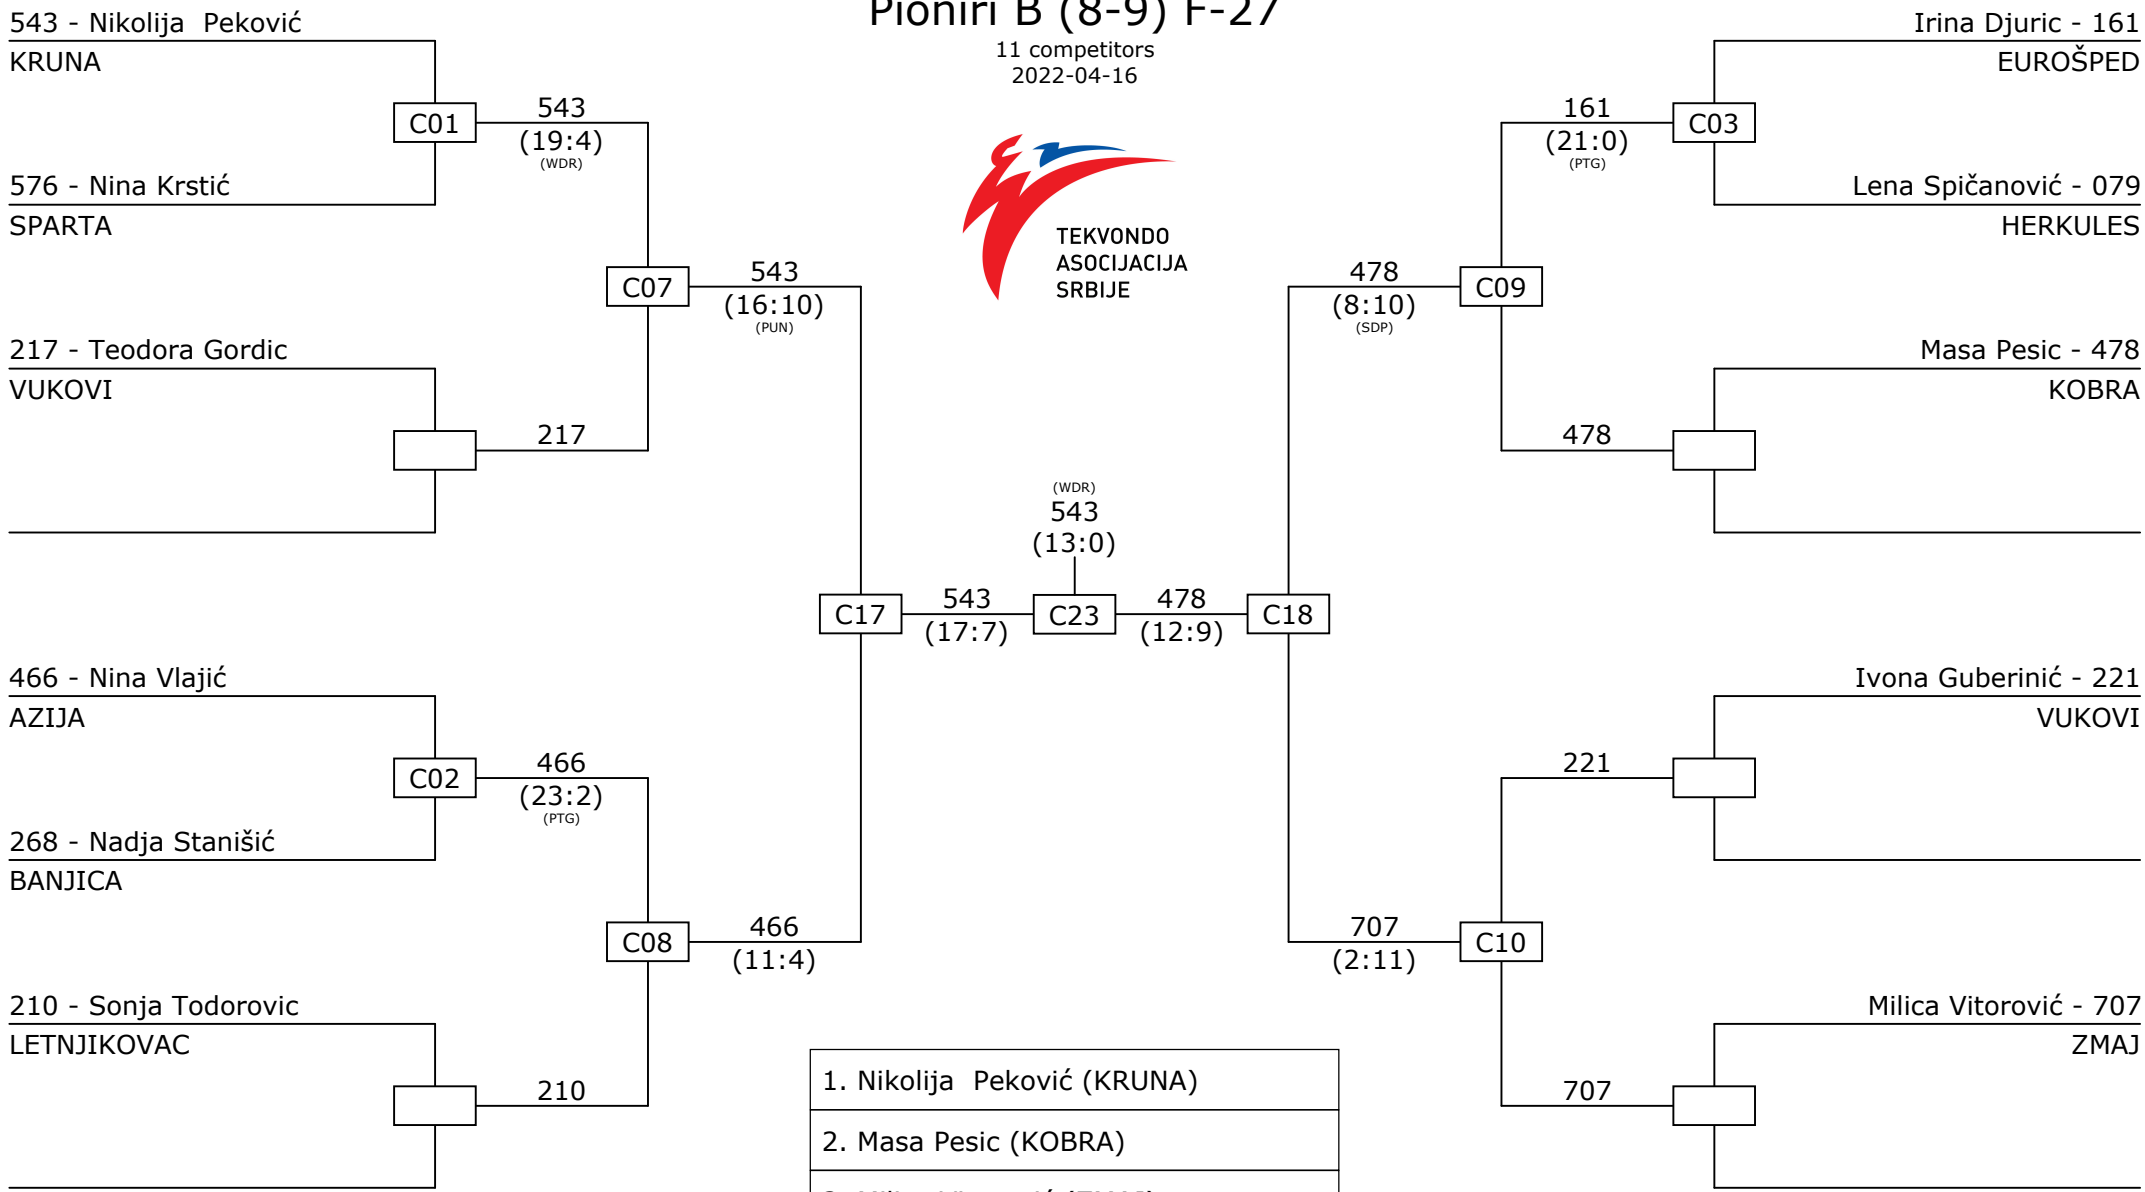 Pioniri B (8-9) F-27
11 competitors
2022-04-16
TEKVONDO
ASOCIJACIJA
SRBIJE
543 - Nikolija  Peković
KRUNA
C01
543
(19:4)
(WDR)
576 - Nina Krstić
SPARTA
C07
543
(16:10)
(PUN)
217 - Teodora Gordic
VUKOVI
217
466 - Nina Vlajić
AZIJA
C02
466
(23:2)
(PTG)
268 - Nadja Stanišić
BANJICA
C08
466
(11:4)
210 - Sonja Todorovic
LETNJIKOVAC
210
C17
543
(17:7)
(WDR)
543
(13:0)
C23
478
(12:9)
C18
Irina Djuric - 161
EUROŠPED
161
(21:0)
(PTG)
C03
Lena Spičanović - 079
HERKULES
478
(8:10)
(SDP)
C09
Masa Pesic - 478
KOBRA
478
Ivona Guberinić - 221
VUKOVI
221
707
(2:11)
C10
Milica Vitorović - 707
ZMAJ
707
1. Nikolija  Peković (KRUNA)
2. Masa Pesic (KOBRA)